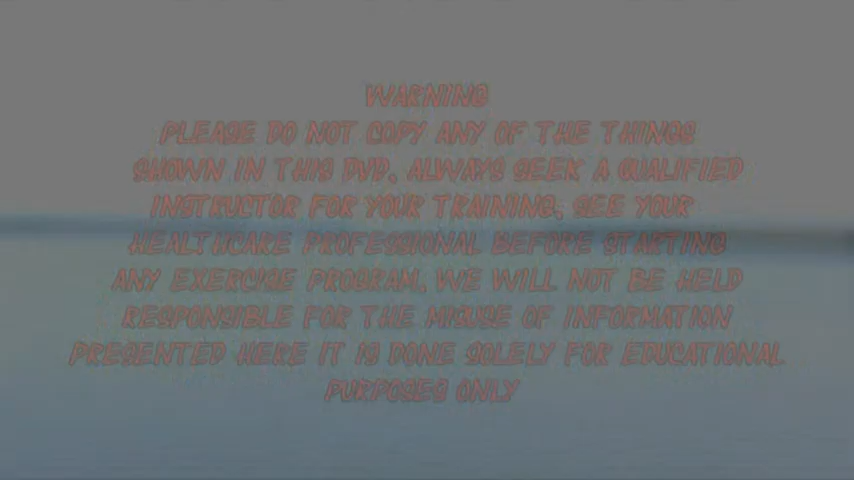 WARNING
PLEASE DO NOT COPY ANY OF THE THINGS
SHOWN IN THIS DVD, ALWAYS SEEK A QUALIFIED
INSTRUCTOR FOR YOUR TRAINING, SEE YOUR
HEALTHCARE PROFESSIONAL BEFORE STARTING
ANY EXERCISE PROGRAM, WE WILL NOT BE HELD
RESPONSIBLE FOR THE MISUSE OF INFORMATION
PRESENTED HERE IT IS DONE SOLELY FOR EDUCATIONAL
PURPOSES ONLY